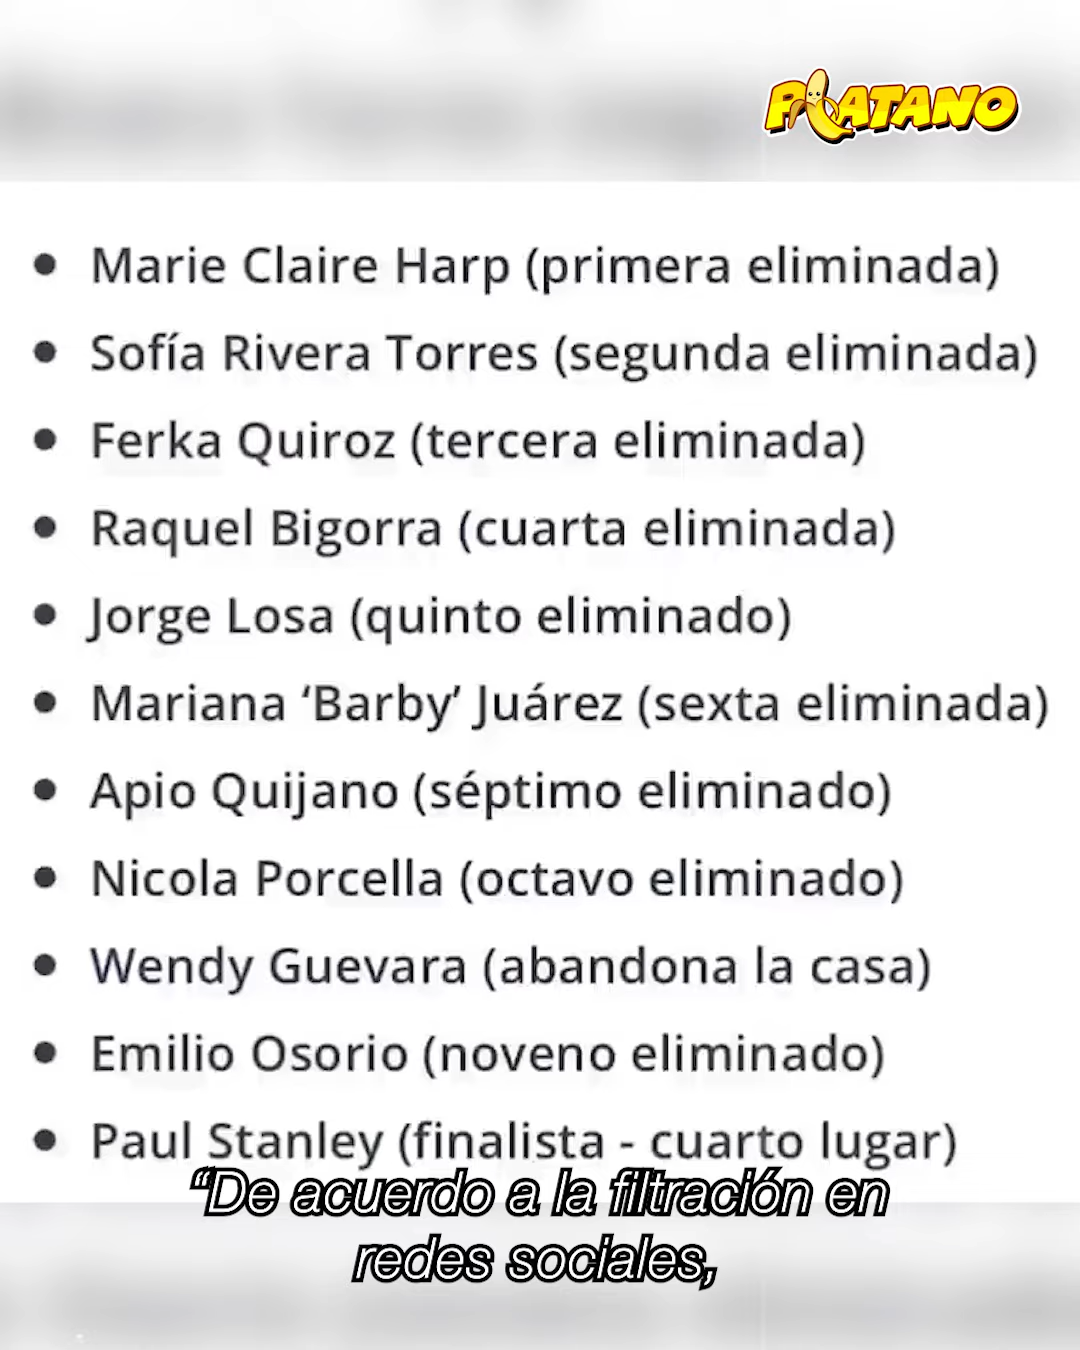 PLATANO
• Marie Claire Harp (primera eliminada)
• Sofía Rivera Torres (segunda eliminada)
• Ferka Quiroz (tercera eliminada)
• Raquel Bigorra (cuarta eliminada)
• Jorge Losa (quinto eliminado)
• Mariana ‘Barby’ Juárez (sexta eliminada)
• Apio Quijano (séptimo eliminado)
• Nicola Porcella (octavo eliminado)
• Wendy Guevara (abandona la casa)
• Emilio Osorio (noveno eliminado)
• Paul Stanley (finalista - cuarto lugar)
“De acuerdo a la filtración en
redes sociales,